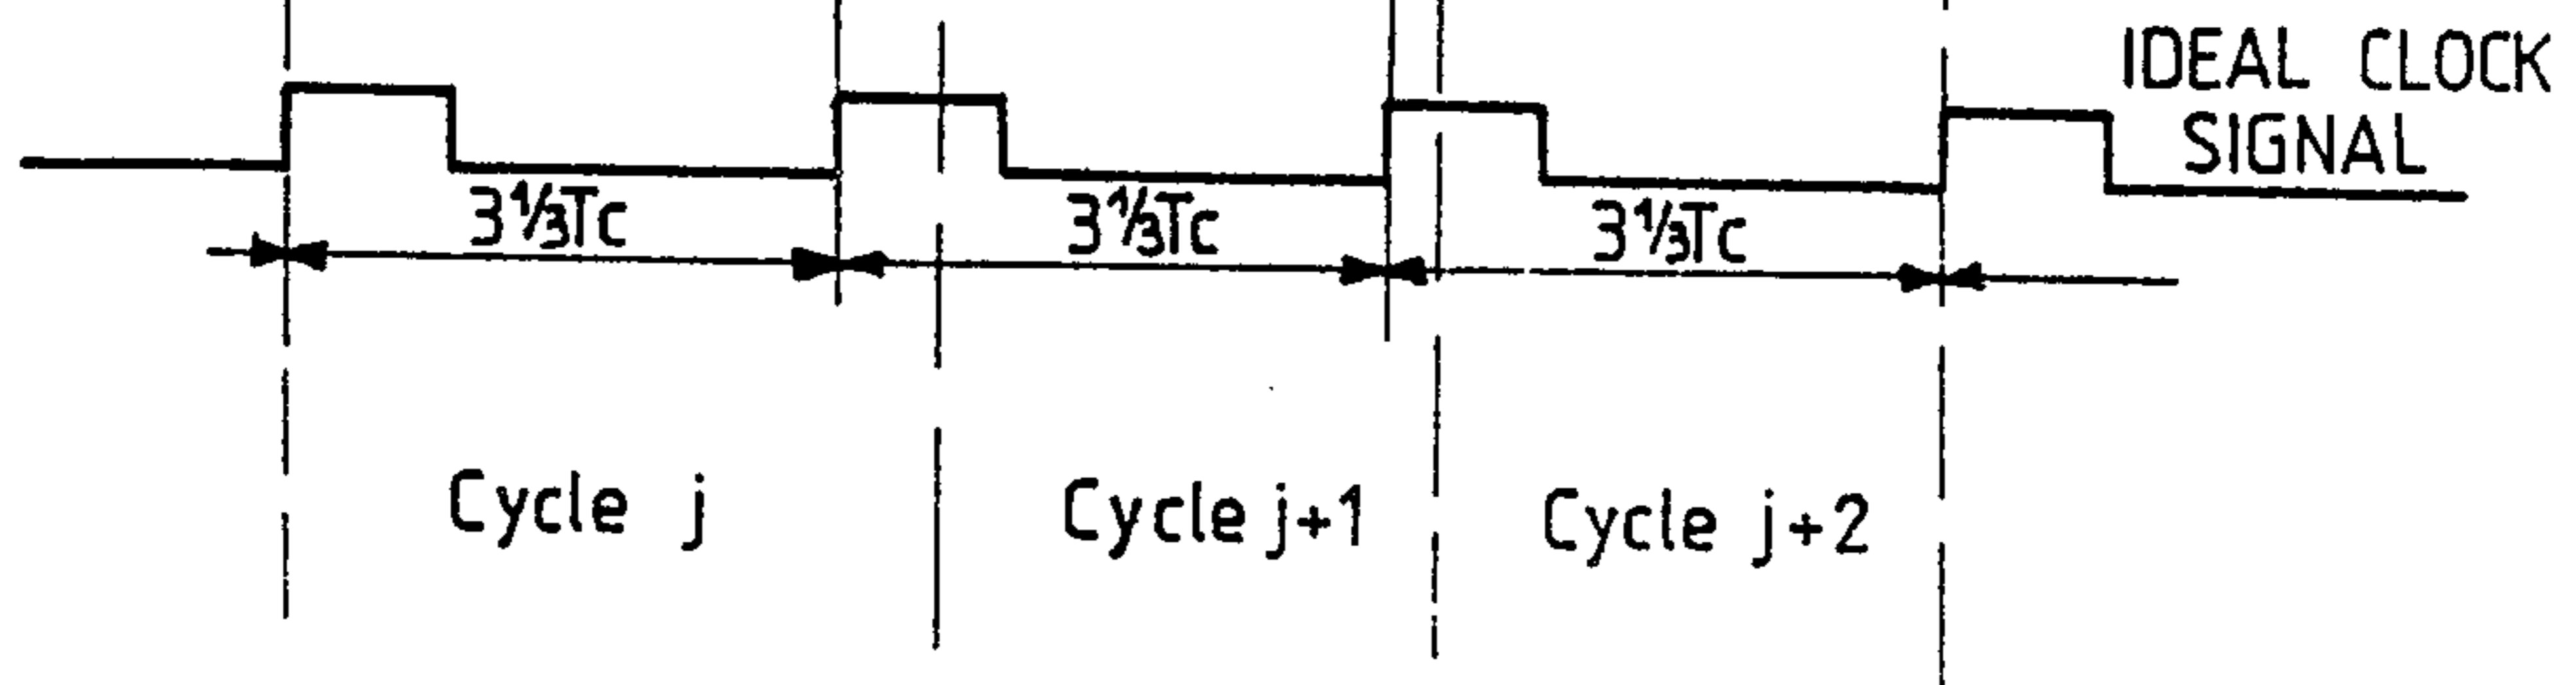 IDEAL CLOCK
SIGNAL
3⅓Tc
3⅓Tc
3⅓Tc
Cycle j
Cycle j+1
Cycle j+2